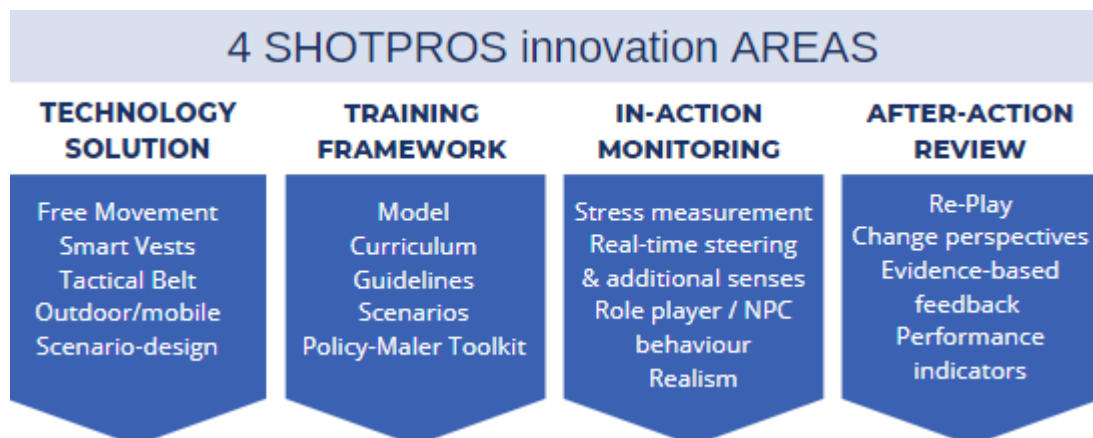 4 SHOTPROS innovation AREAS
TECHNOLOGY
SOLUTION
Free Movement
Smart Vests
Tactical Belt
Outdoor/mobile
Scenario-design
TRAINING
FRAMEWORK
Model
Curriculum
Guidelines
Scenarios
Policy-Maler Toolkit
IN-ACTION
MONITORING
Stress measurement
Real-time steering
& additional senses
Role player / NPC
behaviour
Realism
AFTER-ACTION
REVIEW
Re-Play
Change perspectives
Evidence-based
feedback
Performance
indicators